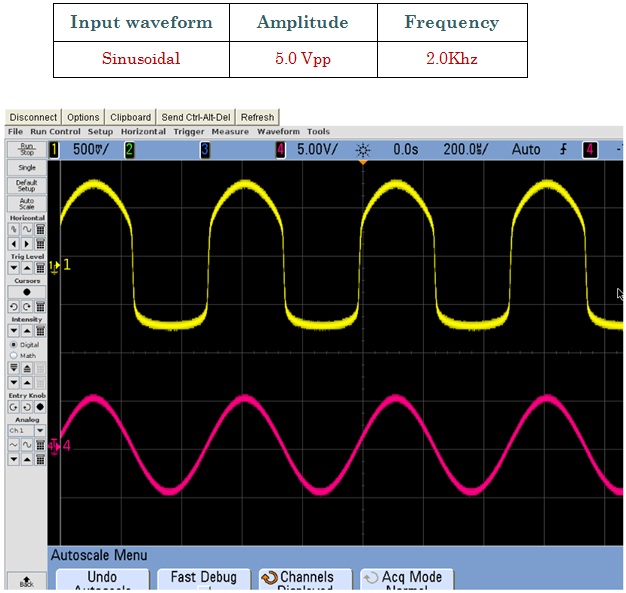 Input waveform Amplitude Frequency
Sinusoidal 5.0 Vpp 2.0Khz
Disconnect Options Clipboard Send Ctrl-Alt-Del Refresh
File Run Control Setup Horizontal Trigger Measure Waveform Tools
Run
Stop
1 500mV/ 2 3 4 5.00V/ 0.0s 200.0us/ Auto 4
Single
Default
Setup
Auto
Scale
Horizontal
Trig Level
1
Cursors
Intensity
Digital
Math
Entry Knob
Analog
Ch 1
4
Autoscale Menu
Back
Undo Fast Debug Channels Acq Mode
Autoscale Displayed Normal